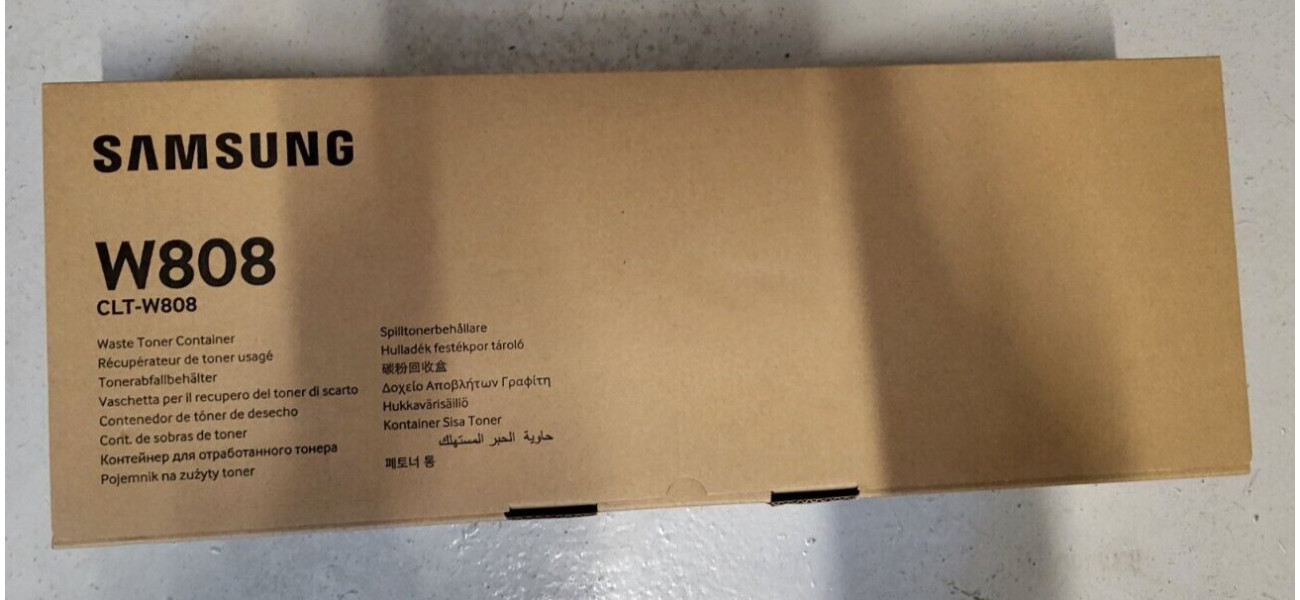 SAMSUNG
W808
CLT-W808
Waste Toner Container
Récupérateur de toner usagé
Tonerabfallbehälter
Vaschetta per il recupero del toner di scarto
Contenedor de tóner de desecho
Cont. de sobras de toner
Контейнер для отработанного тонера
Pojemnik na zużyty toner
Spilltonerbehållare
Hulladék festékpor tároló
碳粉回收盒
Δοχείο Αποβλήτων Γραφίτη
Hukkavärisäiliö
Kontainer Sisa Toner
حاوية الحبر المستهلك
폐토너 통